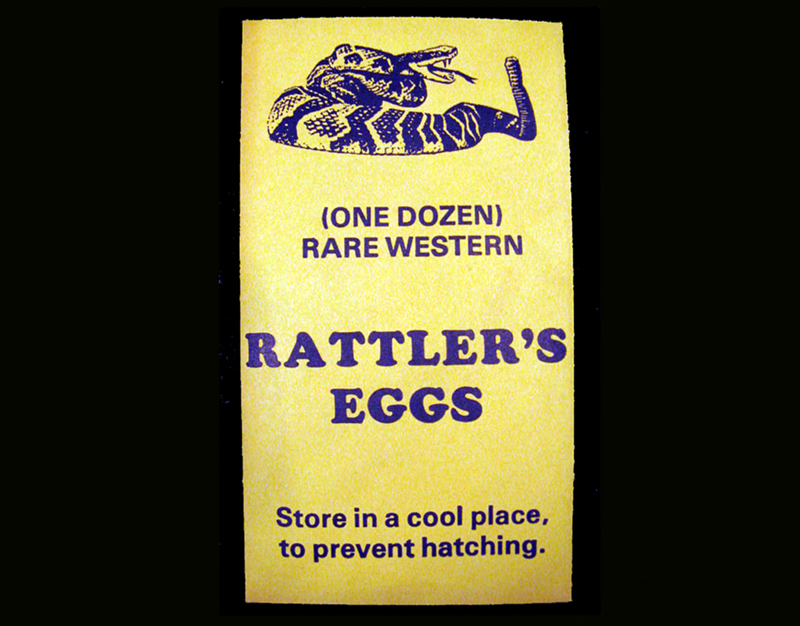 (ONE DOZEN)
RARE WESTERN
RATTLER'S
EGGS
Store in a cool place,
to prevent hatching.